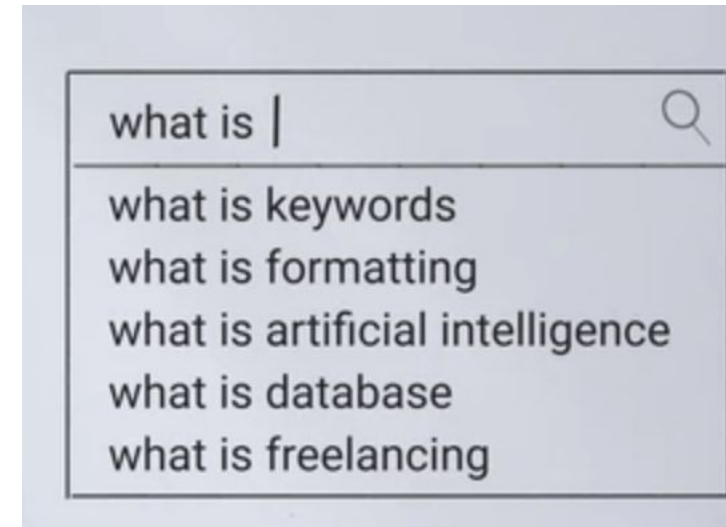 what is
what is keywords
what is formatting
what is artificial intelligence
what is database
what is freelancing